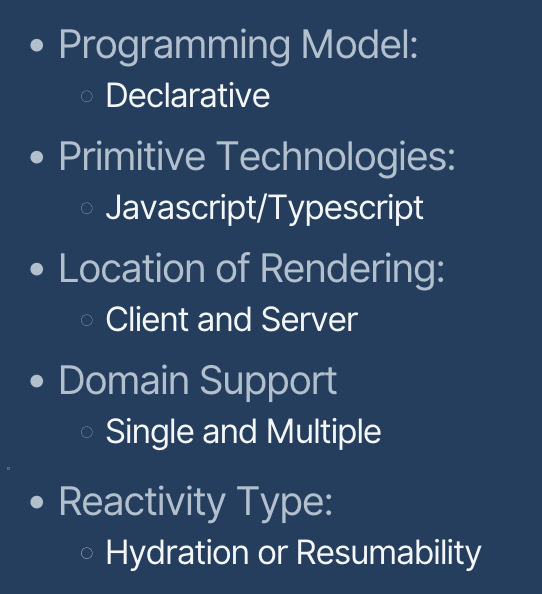 • Programming Model:
○ Declarative
• Primitive Technologies:
○ Javascript/Typescript
• Location of Rendering:
○ Client and Server
• Domain Support
○ Single and Multiple
• Reactivity Type:
○ Hydration or Resumability